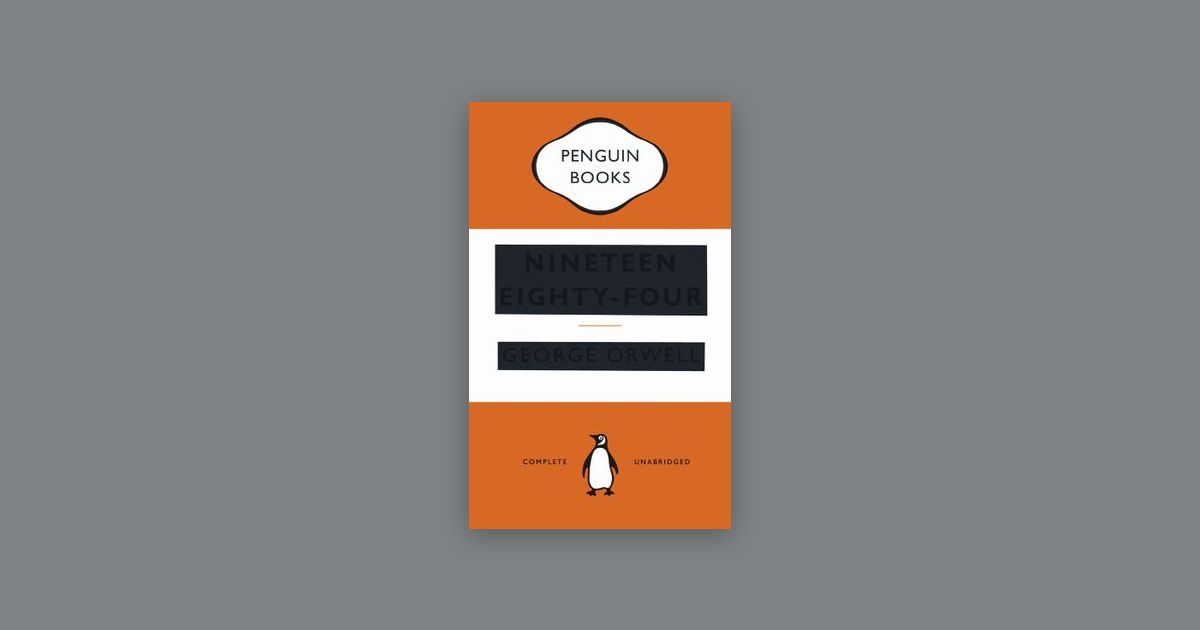 PENGUIN
BOOKS
NINETEEN
EIGHTY-FOUR
GEORGE ORWELL
COMPLETE UNABRIDGED